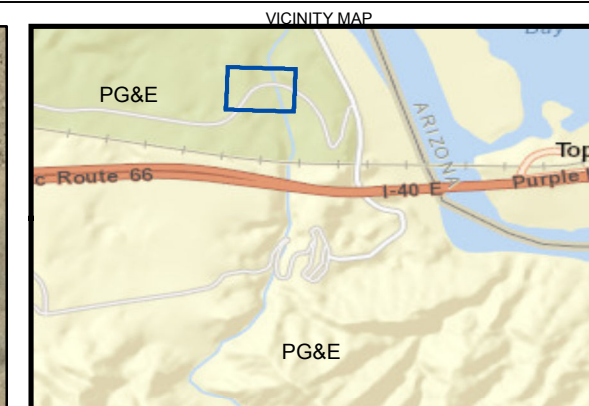 VICINITY MAP
Bay
PG&E
ARIZONA
Top
c Route 66
I-40 E
Purple
PG&E